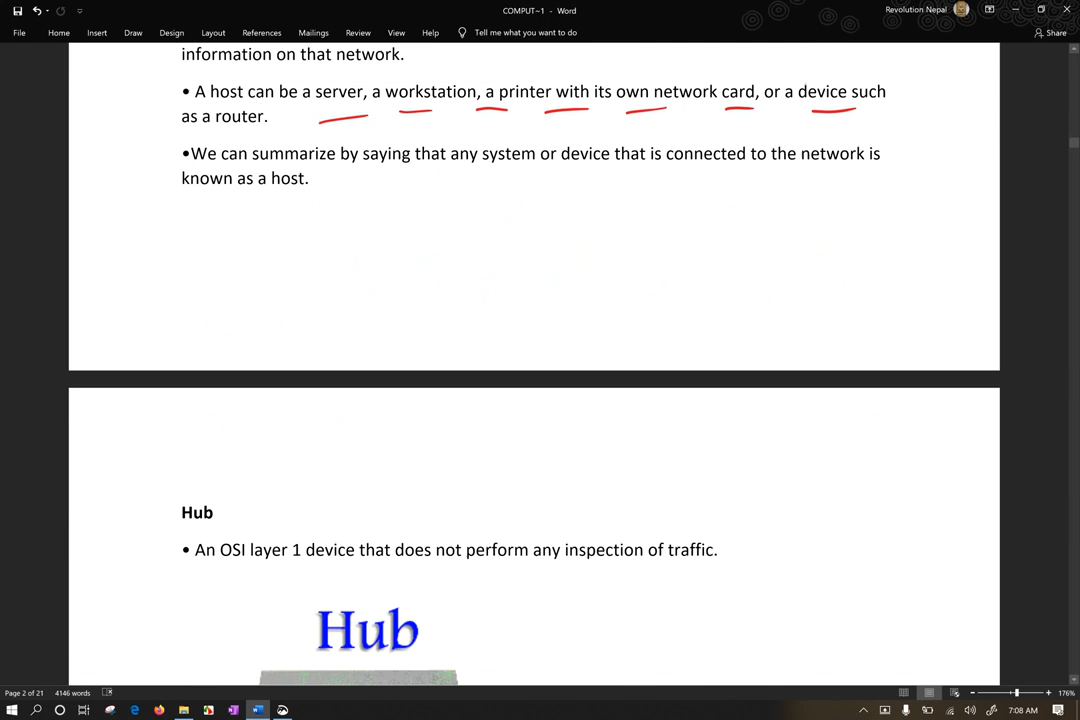 COMPUT~1 - Word
Revolution Nepal
File Home Insert Draw Design Layout References Mailings Review View Help Tell me what you want to do Share
information on that network.
• A host can be a server, a workstation, a printer with its own network card, or a device such
as a router.
•We can summarize by saying that any system or device that is connected to the network is
known as a host.
Hub
• An OSI layer 1 device that does not perform any inspection of traffic.
Hub
Page 2 of 21 4146 words 176%
7:08 AM